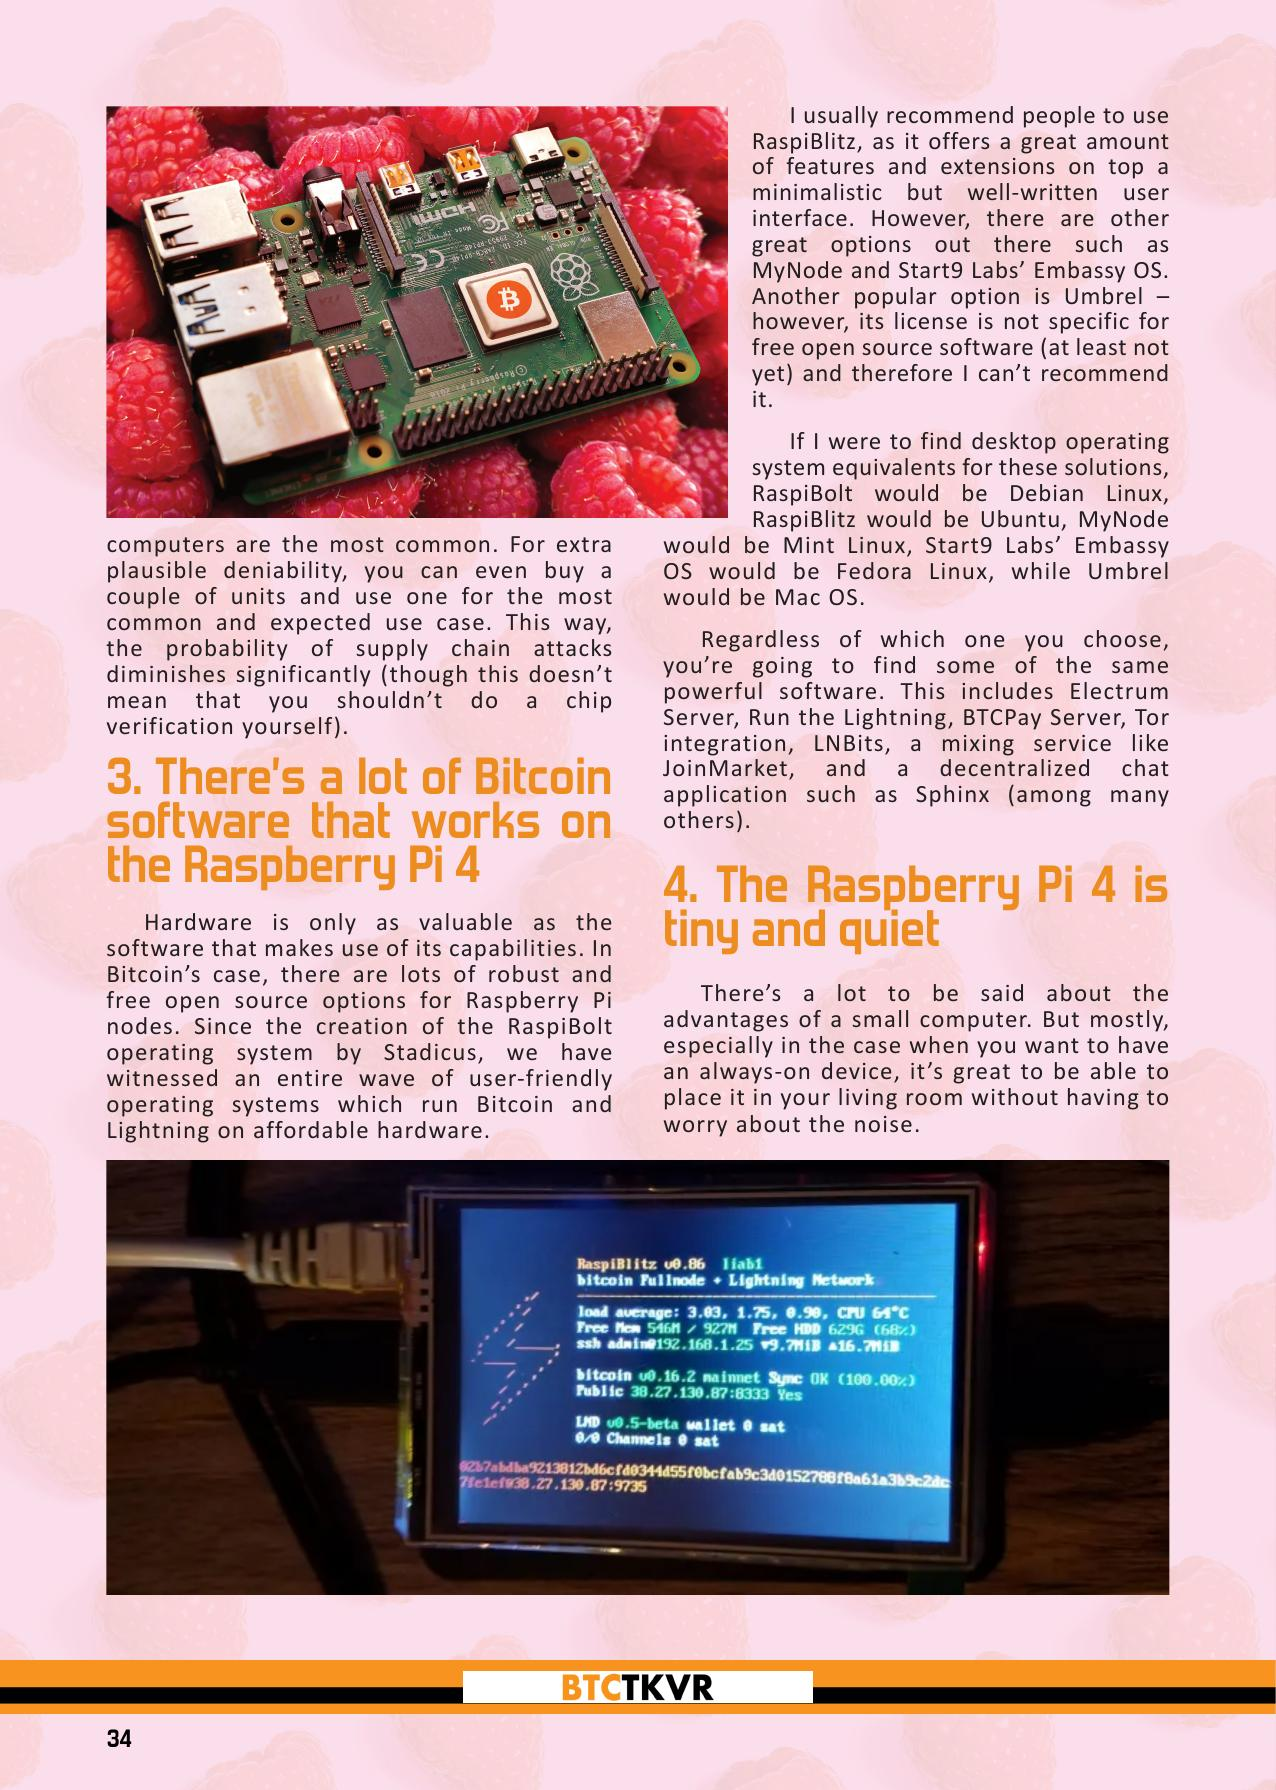 computers are the most common. For extra
plausible deniability, you can even buy a
couple of units and use one for the most
common and expected use case. This way,
the probability of supply chain attacks
diminishes significantly (though this doesn’t
mean that you shouldn’t do a chip
verification yourself).
3. There's a lot of Bitcoin
software that works on
the Raspberry Pi 4
Hardware is only as valuable as the
software that makes use of its capabilities. In
Bitcoin’s case, there are lots of robust and
free open source options for Raspberry Pi
nodes. Since the creation of the RaspiBolt
operating system by Stadicus, we have
witnessed an entire wave of user-friendly
operating systems which run Bitcoin and
Lightning on affordable hardware.
I usually recommend people to use
RaspiBlitz, as it offers a great amount
of features and extensions on top a
minimalistic but well-written user
interface. However, there are other
great options out there such as
MyNode and Start9 Labs’ Embassy OS.
Another popular option is Umbrel –
however, its license is not specific for
free open source software (at least not
yet) and therefore I can’t recommend
it.
If I were to find desktop operating
system equivalents for these solutions,
RaspiBolt would be Debian Linux,
RaspiBlitz would be Ubuntu, MyNode
would be Mint Linux, Start9 Labs’ Embassy
OS would be Fedora Linux, while Umbrel
would be Mac OS.
Regardless of which one you choose,
you’re going to find some of the same
powerful software. This includes Electrum
Server, Run the Lightning, BTCPay Server, Tor
integration, LNBits, a mixing service like
JoinMarket, and a decentralized chat
application such as Sphinx (among many
others).
4. The Raspberry Pi 4 is
tiny and quiet
There’s a lot to be said about the
advantages of a small computer. But mostly,
especially in the case when you want to have
an always-on device, it’s great to be able to
place it in your living room without having to
worry about the noise.
HDMI
FC
CE
RaspiBlitz v0.86 liab1
bitcoin Fullnode + Lightning Network
load average: 3.03, 1.75, 0.90, CPU 64°C
Free Mem 546M / 927M Free HDD 629G (68%)
ssh admin@192.168.1.25 ▼9.7MiB ▲16.7MiB
bitcoin v0.16.2 mainnet Sync OK (100.00%)
Public 38.27.130.87:8333 Yes
LND v0.5-beta wallet 0 sat
0/0 Channels 0 sat
02b7abdba9213812bd6cfd0344d55f0bcfab9c3d0152788f8a61a3b9c2dc
7fe1ef@38.27.130.87:9735
BTCTKVR
34